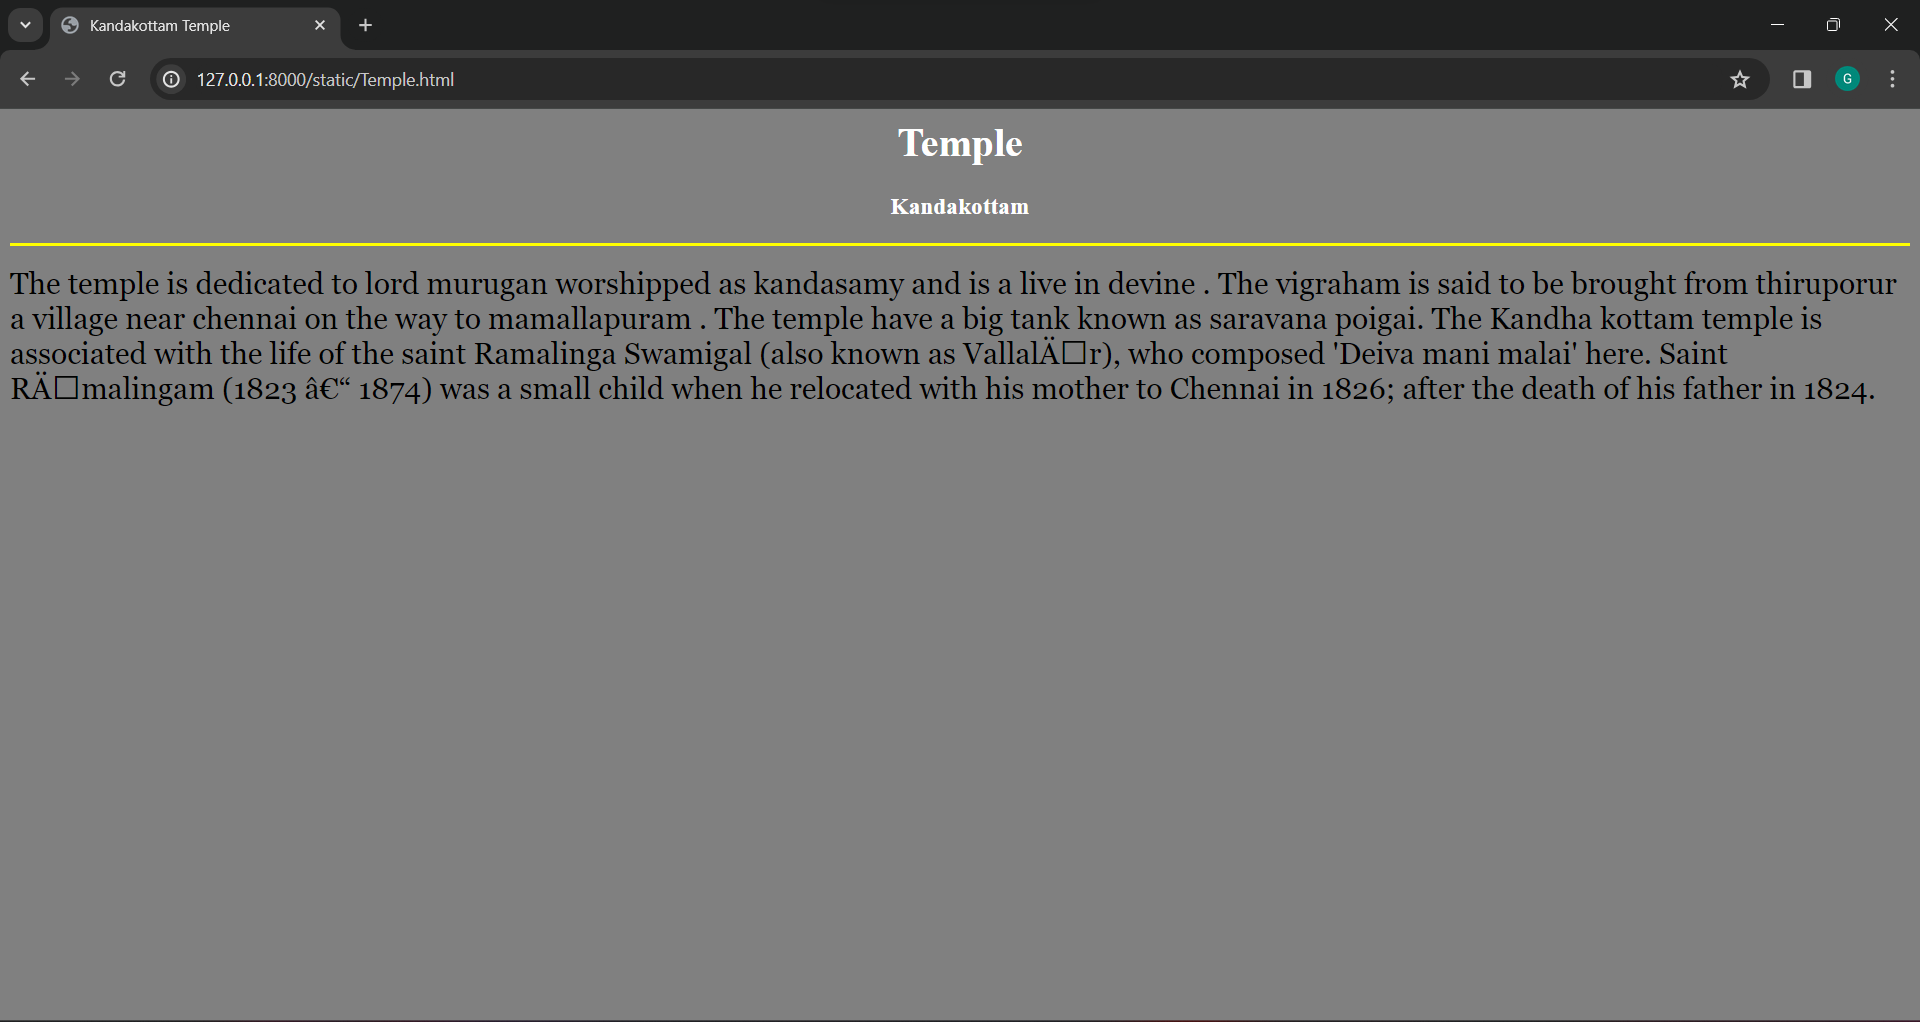 Kandakottam Temple
127.0.0.1:8000/static/Temple.html
G
Temple
Kandakottam
The temple is dedicated to lord murugan worshipped as kandasamy and is a live in devine . The vigraham is said to be brought from thiruporur
a village near chennai on the way to mamallapuram . The temple have a big tank known as saravana poigai. The Kandha kottam temple is
associated with the life of the saint Ramalinga Swamigal (also known as VallalÄ□r), who composed 'Deiva mani malai' here. Saint
RÄ□malingam (1823 â€“ 1874) was a small child when he relocated with his mother to Chennai in 1826; after the death of his father in 1824.